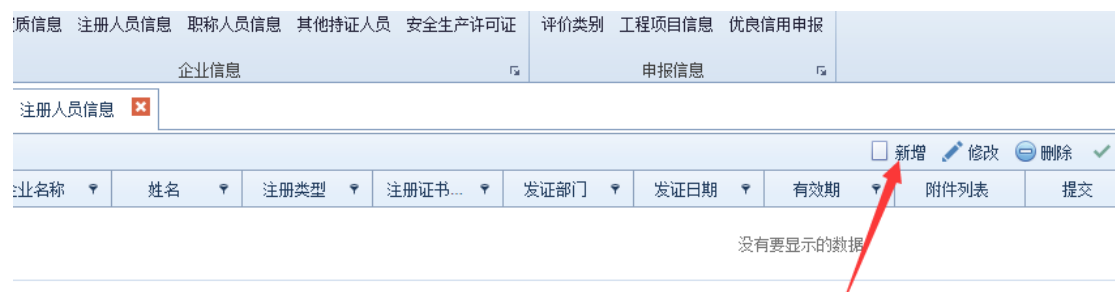 质信息 注册人员信息 职称人员信息 其他持证人员 安全生产许可证 评价类别 工程项目信息 优良信用申报
企业信息 申报信息
注册人员信息
新增 修改 删除
企业名称 姓名 注册类型 注册证书... 发证部门 发证日期 有效期 附件列表 提交
没有要显示的数据